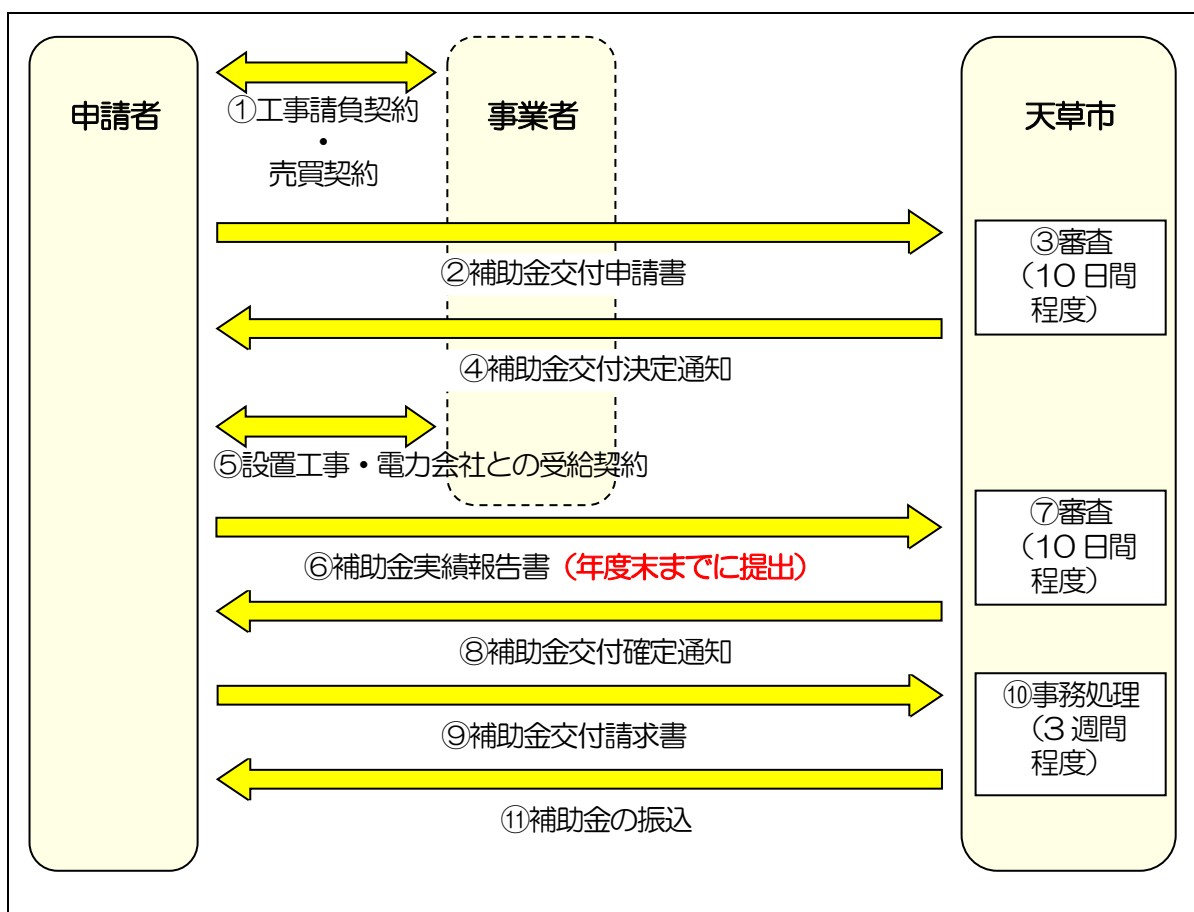 申請者
事業者
天草市
①工事請負契約
・
売買契約
②補助金交付申請書
③審査
（10日間
程度）
④補助金交付決定通知
⑤設置工事・電力会社との受給契約
⑥補助金実績報告書（年度末までに提出）
⑦審査
（10日間
程度）
⑧補助金交付確定通知
⑨補助金交付請求書
⑩事務処理
（3週間
程度）
⑪補助金の振込